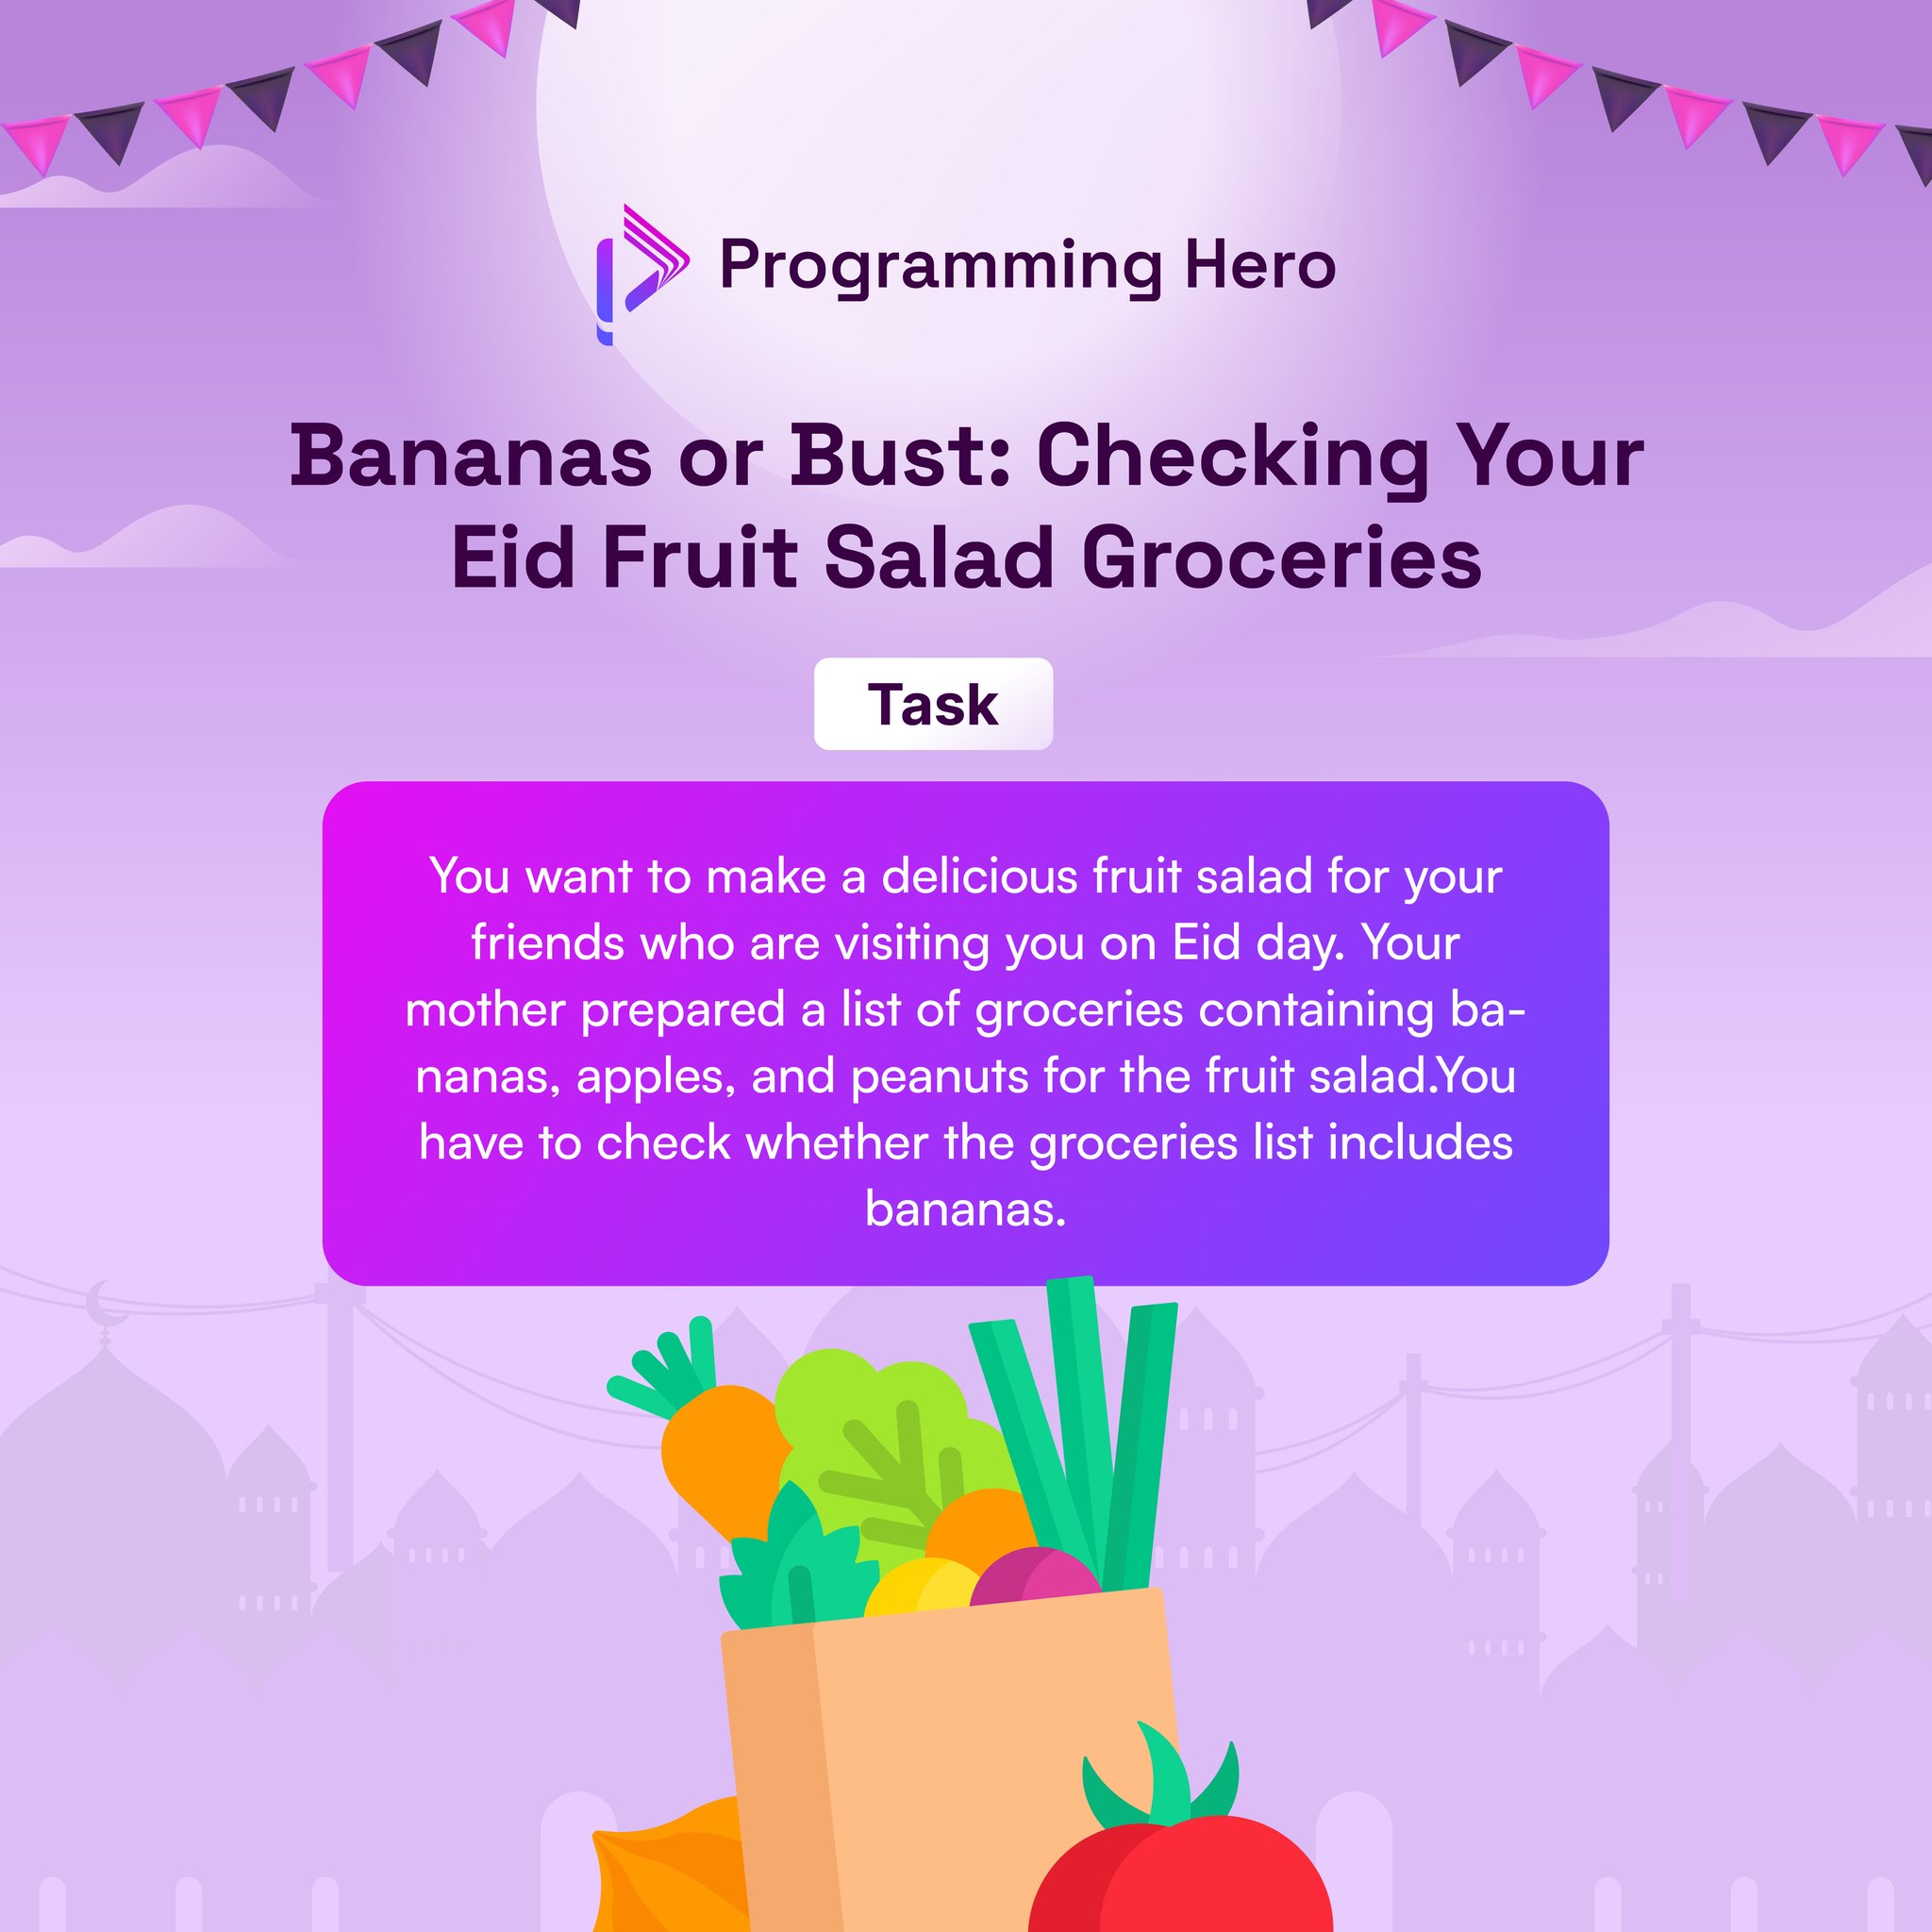 Programming Hero
Bananas or Bust: Checking Your
Eid Fruit Salad Groceries
Task
You want to make a delicious fruit salad for your
friends who are visiting you on Eid day. Your
mother prepared a list of groceries containing ba-
nanas, apples, and peanuts for the fruit salad.You
have to check whether the groceries list includes
bananas.